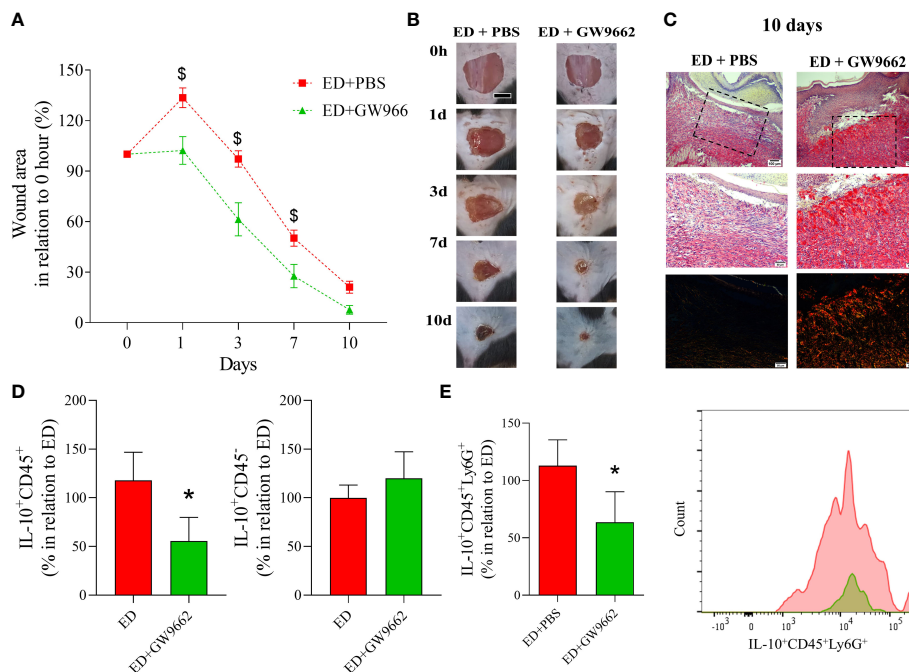 A
Wound area
in relation to 0 hour (%)
150
120
90
60
30
0
$
$
$
ED+PBS
ED+GW966
0
1
3
7
10
Days
B
ED + PBS
ED + GW9662
0h
1d
3d
7d
10d
C
10 days
ED + PBS
ED + GW9662
D
IL-10⁺CD45⁺
(% in relation to ED)
200
150
100
50
0
*
ED
ED+GW9662
IL-10⁺CD45⁻
(% in relation to ED)
200
150
100
50
0
ED
ED+GW9662
E
IL-10⁺CD45⁺Ly6G⁺
(% in relation to ED)
150
100
50
0
*
ED+PBS
ED+GW9662
Count
-10³
0
10³
10⁴
10⁵
IL-10⁺CD45⁺Ly6G⁺